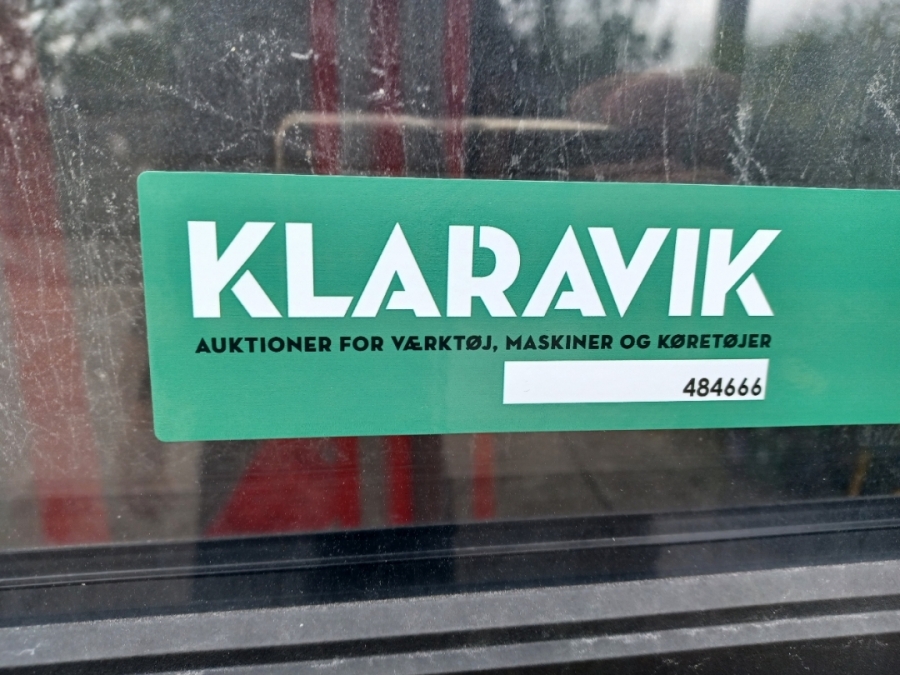 KLARAVIK
AUKTIONER FOR VÆRKTØJ, MASKINER OG KØRETØJER
484666